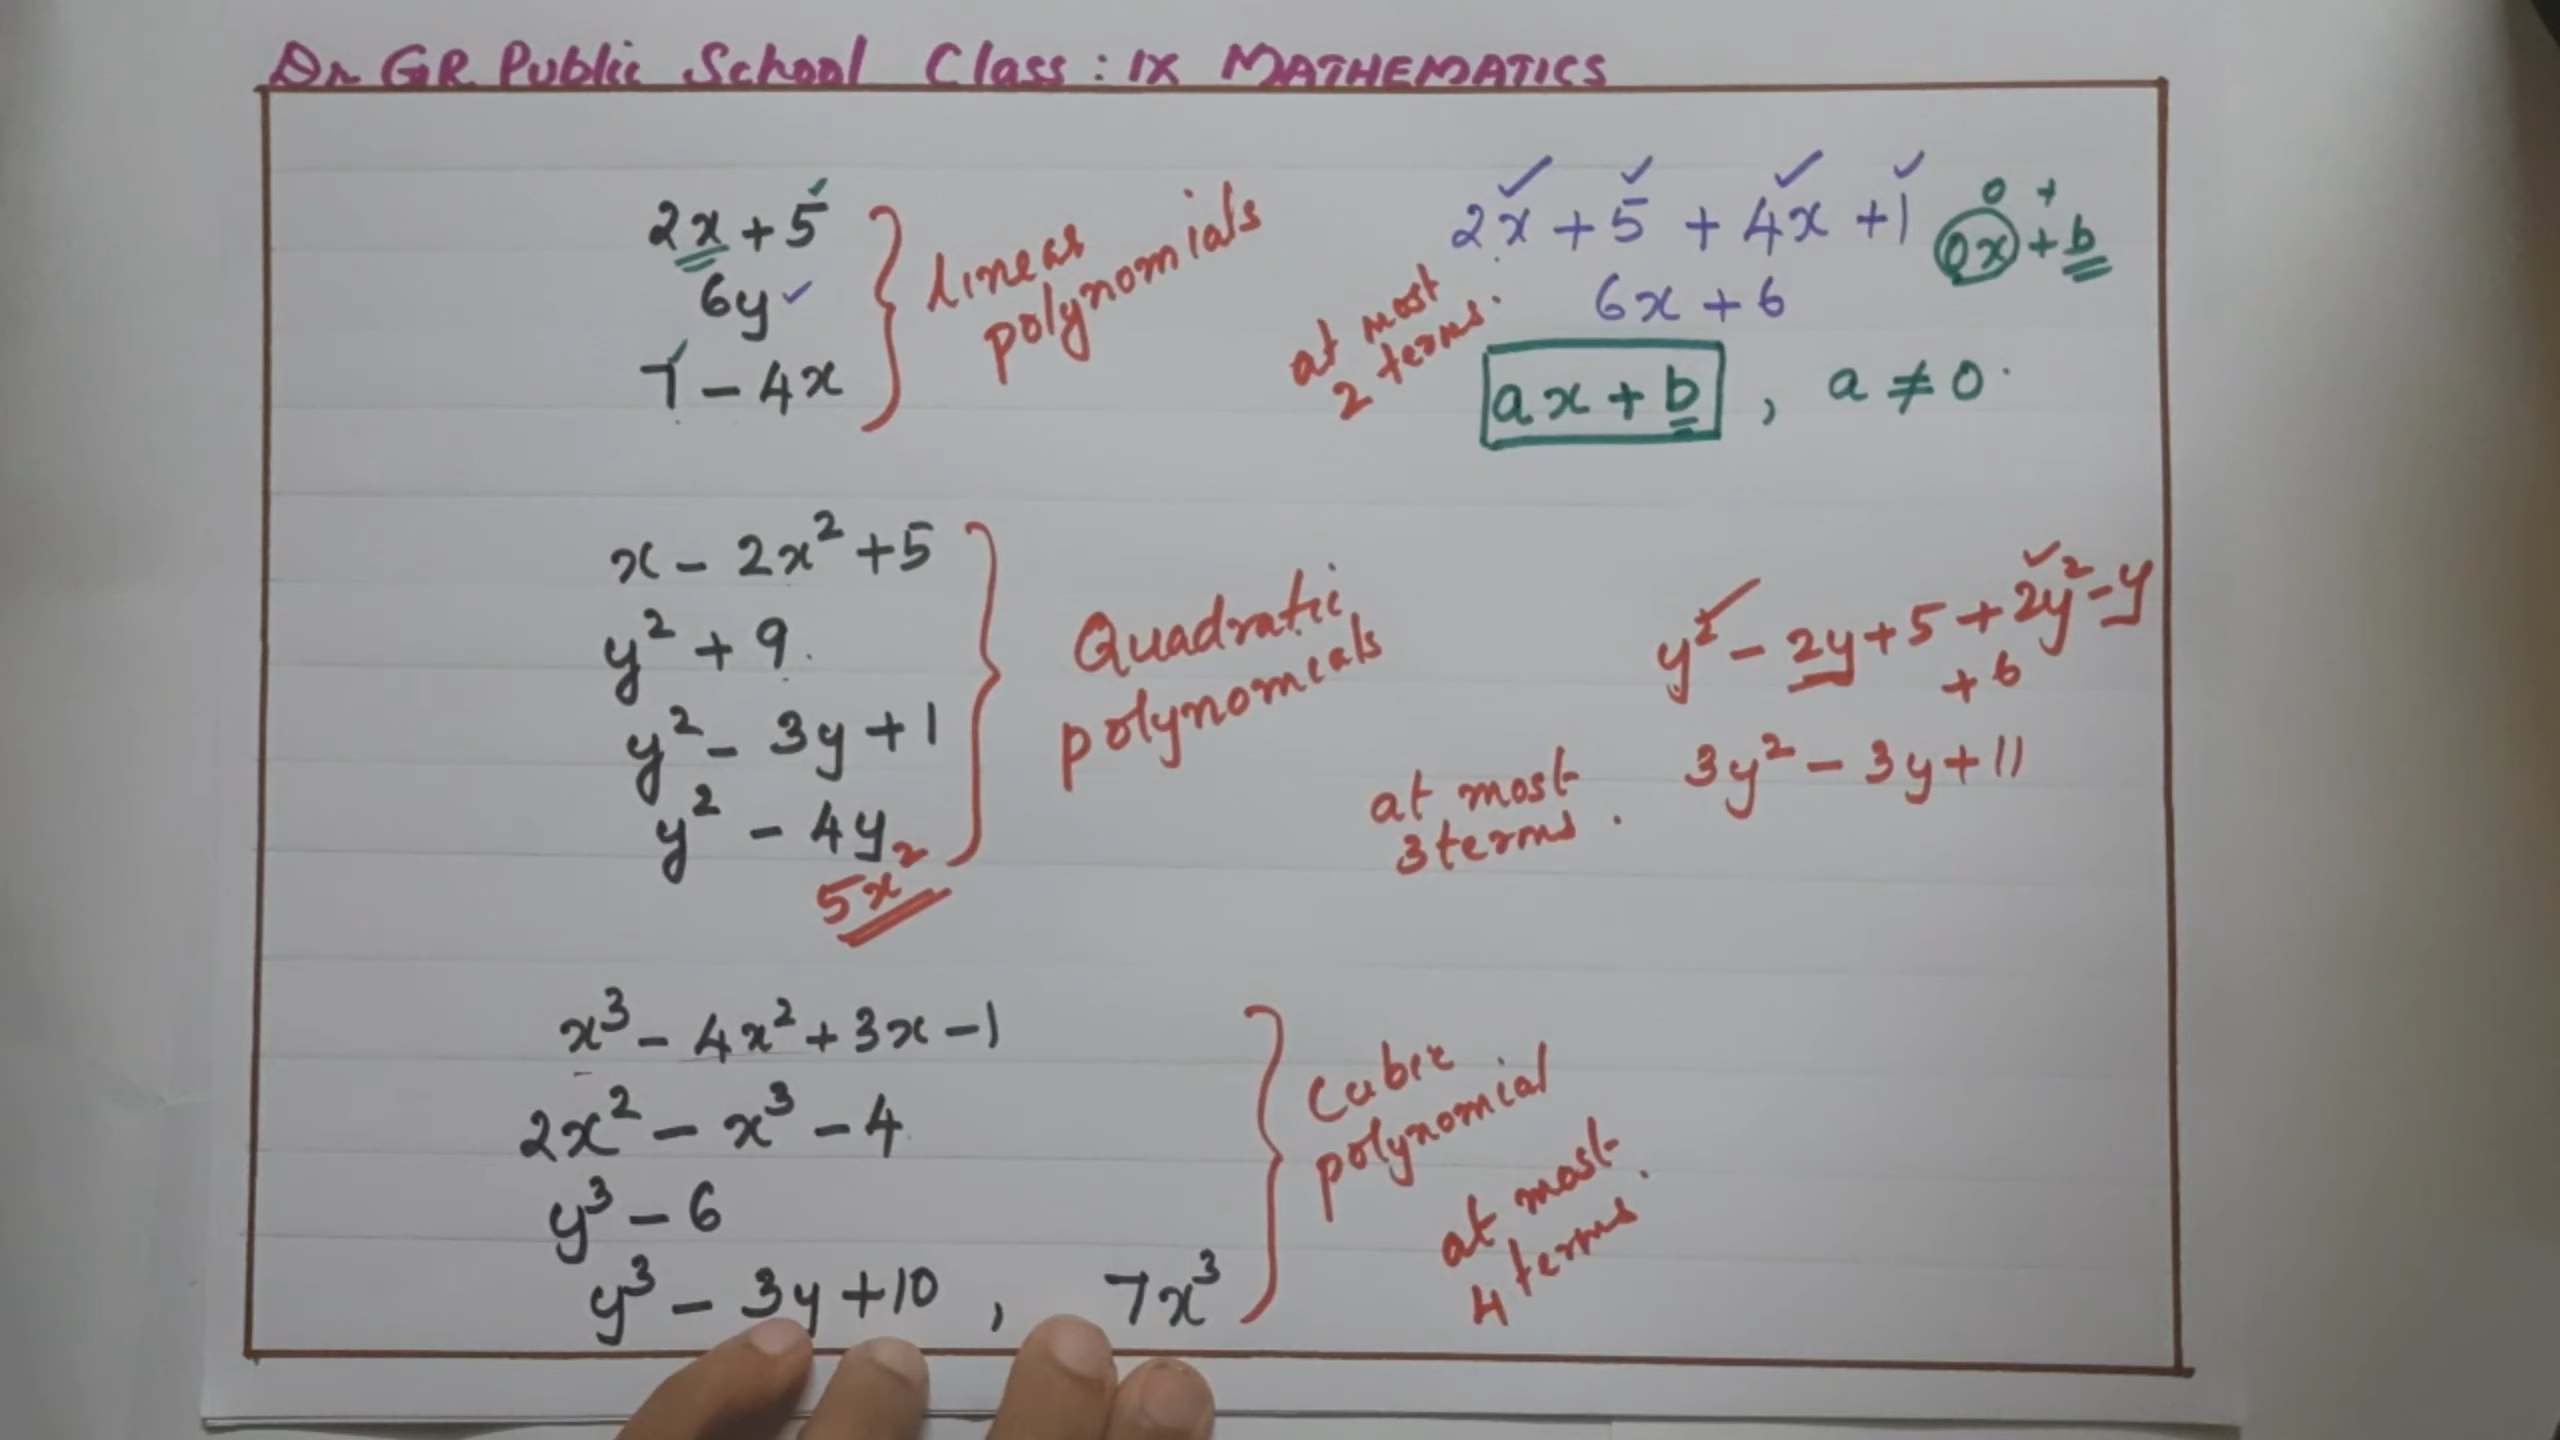 Dr GR Public School Class : IX MATHEMATICS
2x + 5
6y
7 - 4x
linear
polynomials
2x + 5 + 4x + 1
6x + 6
at most
2 terms.
ax + b , a ≠ 0
0 +
0x + b
x - 2x² + 5
y² + 9
y² - 3y + 1
y² - 4y
5x²
Quadratic
polynomials
y² - 2y + 5 + 2y² - y
+ 6
3y² - 3y + 11
at most
3 terms.
x³ - 4x² + 3x - 1
2x² - x³ - 4
y³ - 6
y³ - 3y + 10 , 7x³
Cubic
polynomial
at most
4 terms.